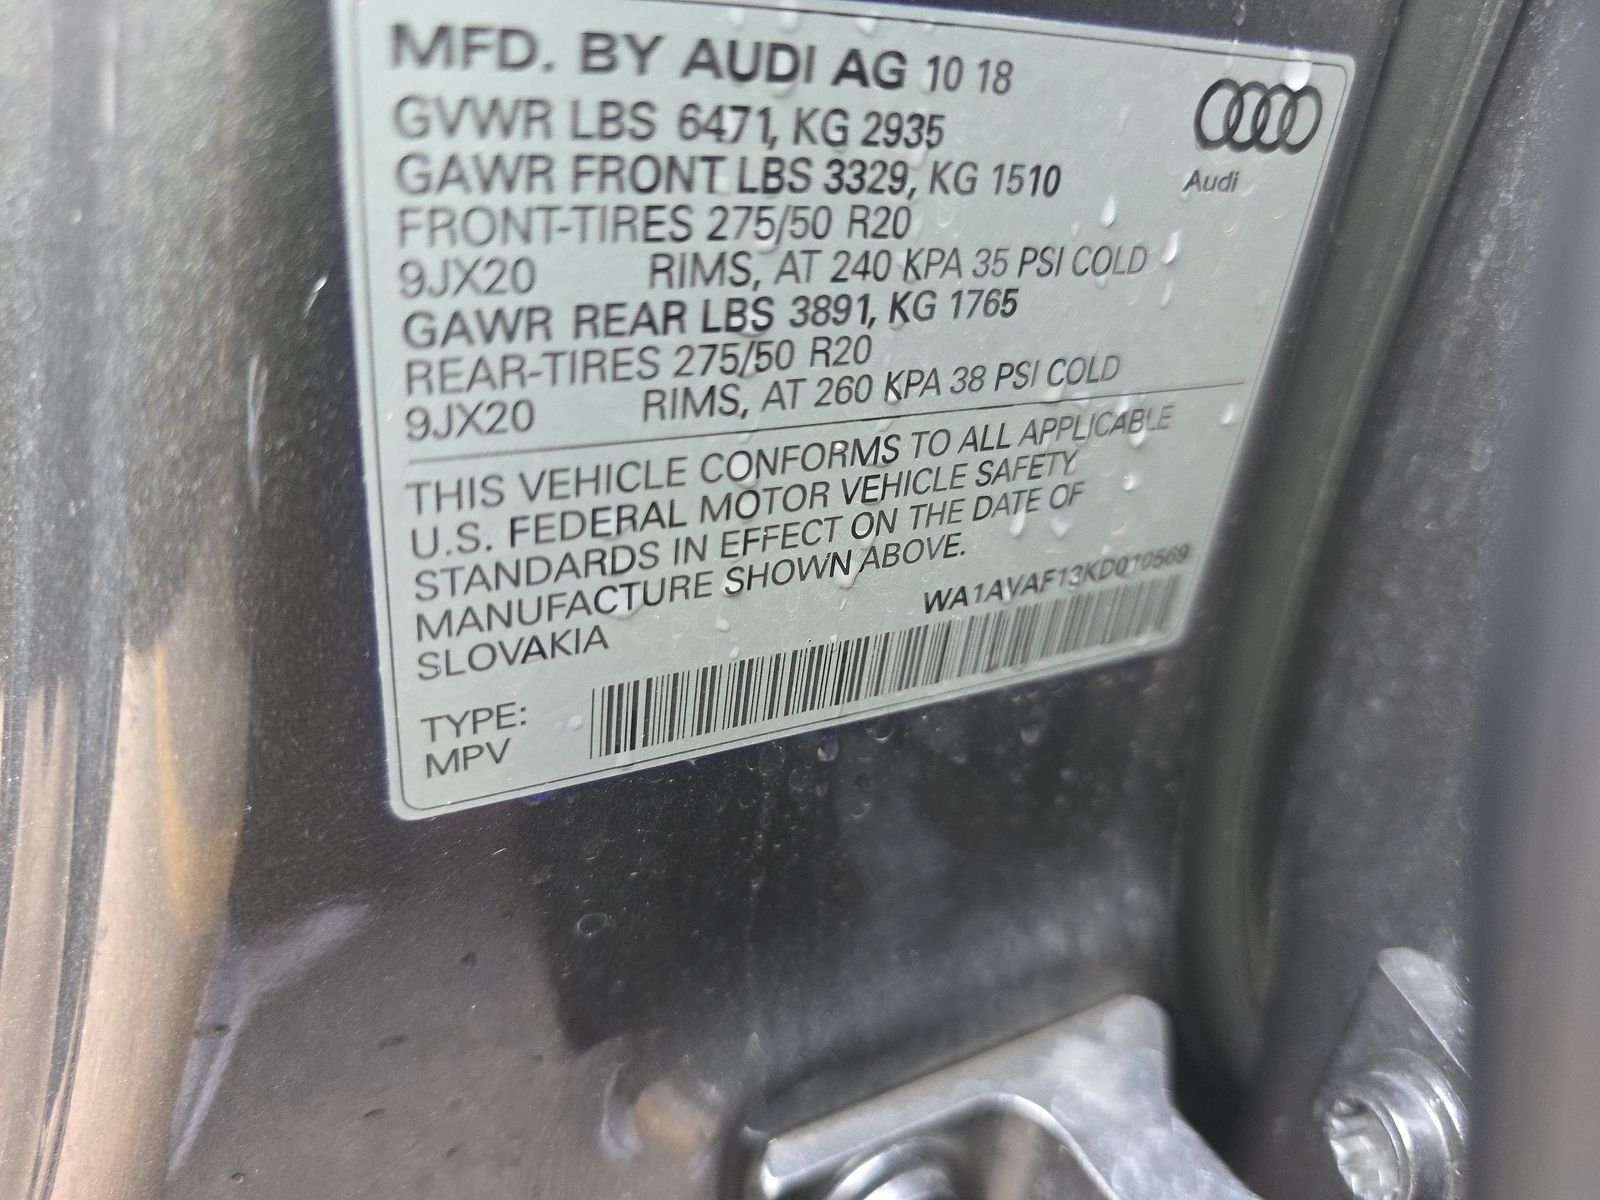 MFD. BY AUDI AG 10 18
GVWR LBS 6471, KG 2935
GAWR FRONT LBS 3329, KG 1510
FRONT-TIRES 275/50 R20
9JX20 RIMS, AT 240 KPA 35 PSI COLD
GAWR REAR LBS 3891, KG 1765
REAR-TIRES 275/50 R20
9JX20 RIMS, AT 260 KPA 38 PSI COLD
Audi
THIS VEHICLE CONFORMS TO ALL APPLICABLE
U.S. FEDERAL MOTOR VEHICLE SAFETY
STANDARDS IN EFFECT ON THE DATE OF
MANUFACTURE SHOWN ABOVE.
SLOVAKIA
WA1AVAF13KD010569
TYPE:
MPV